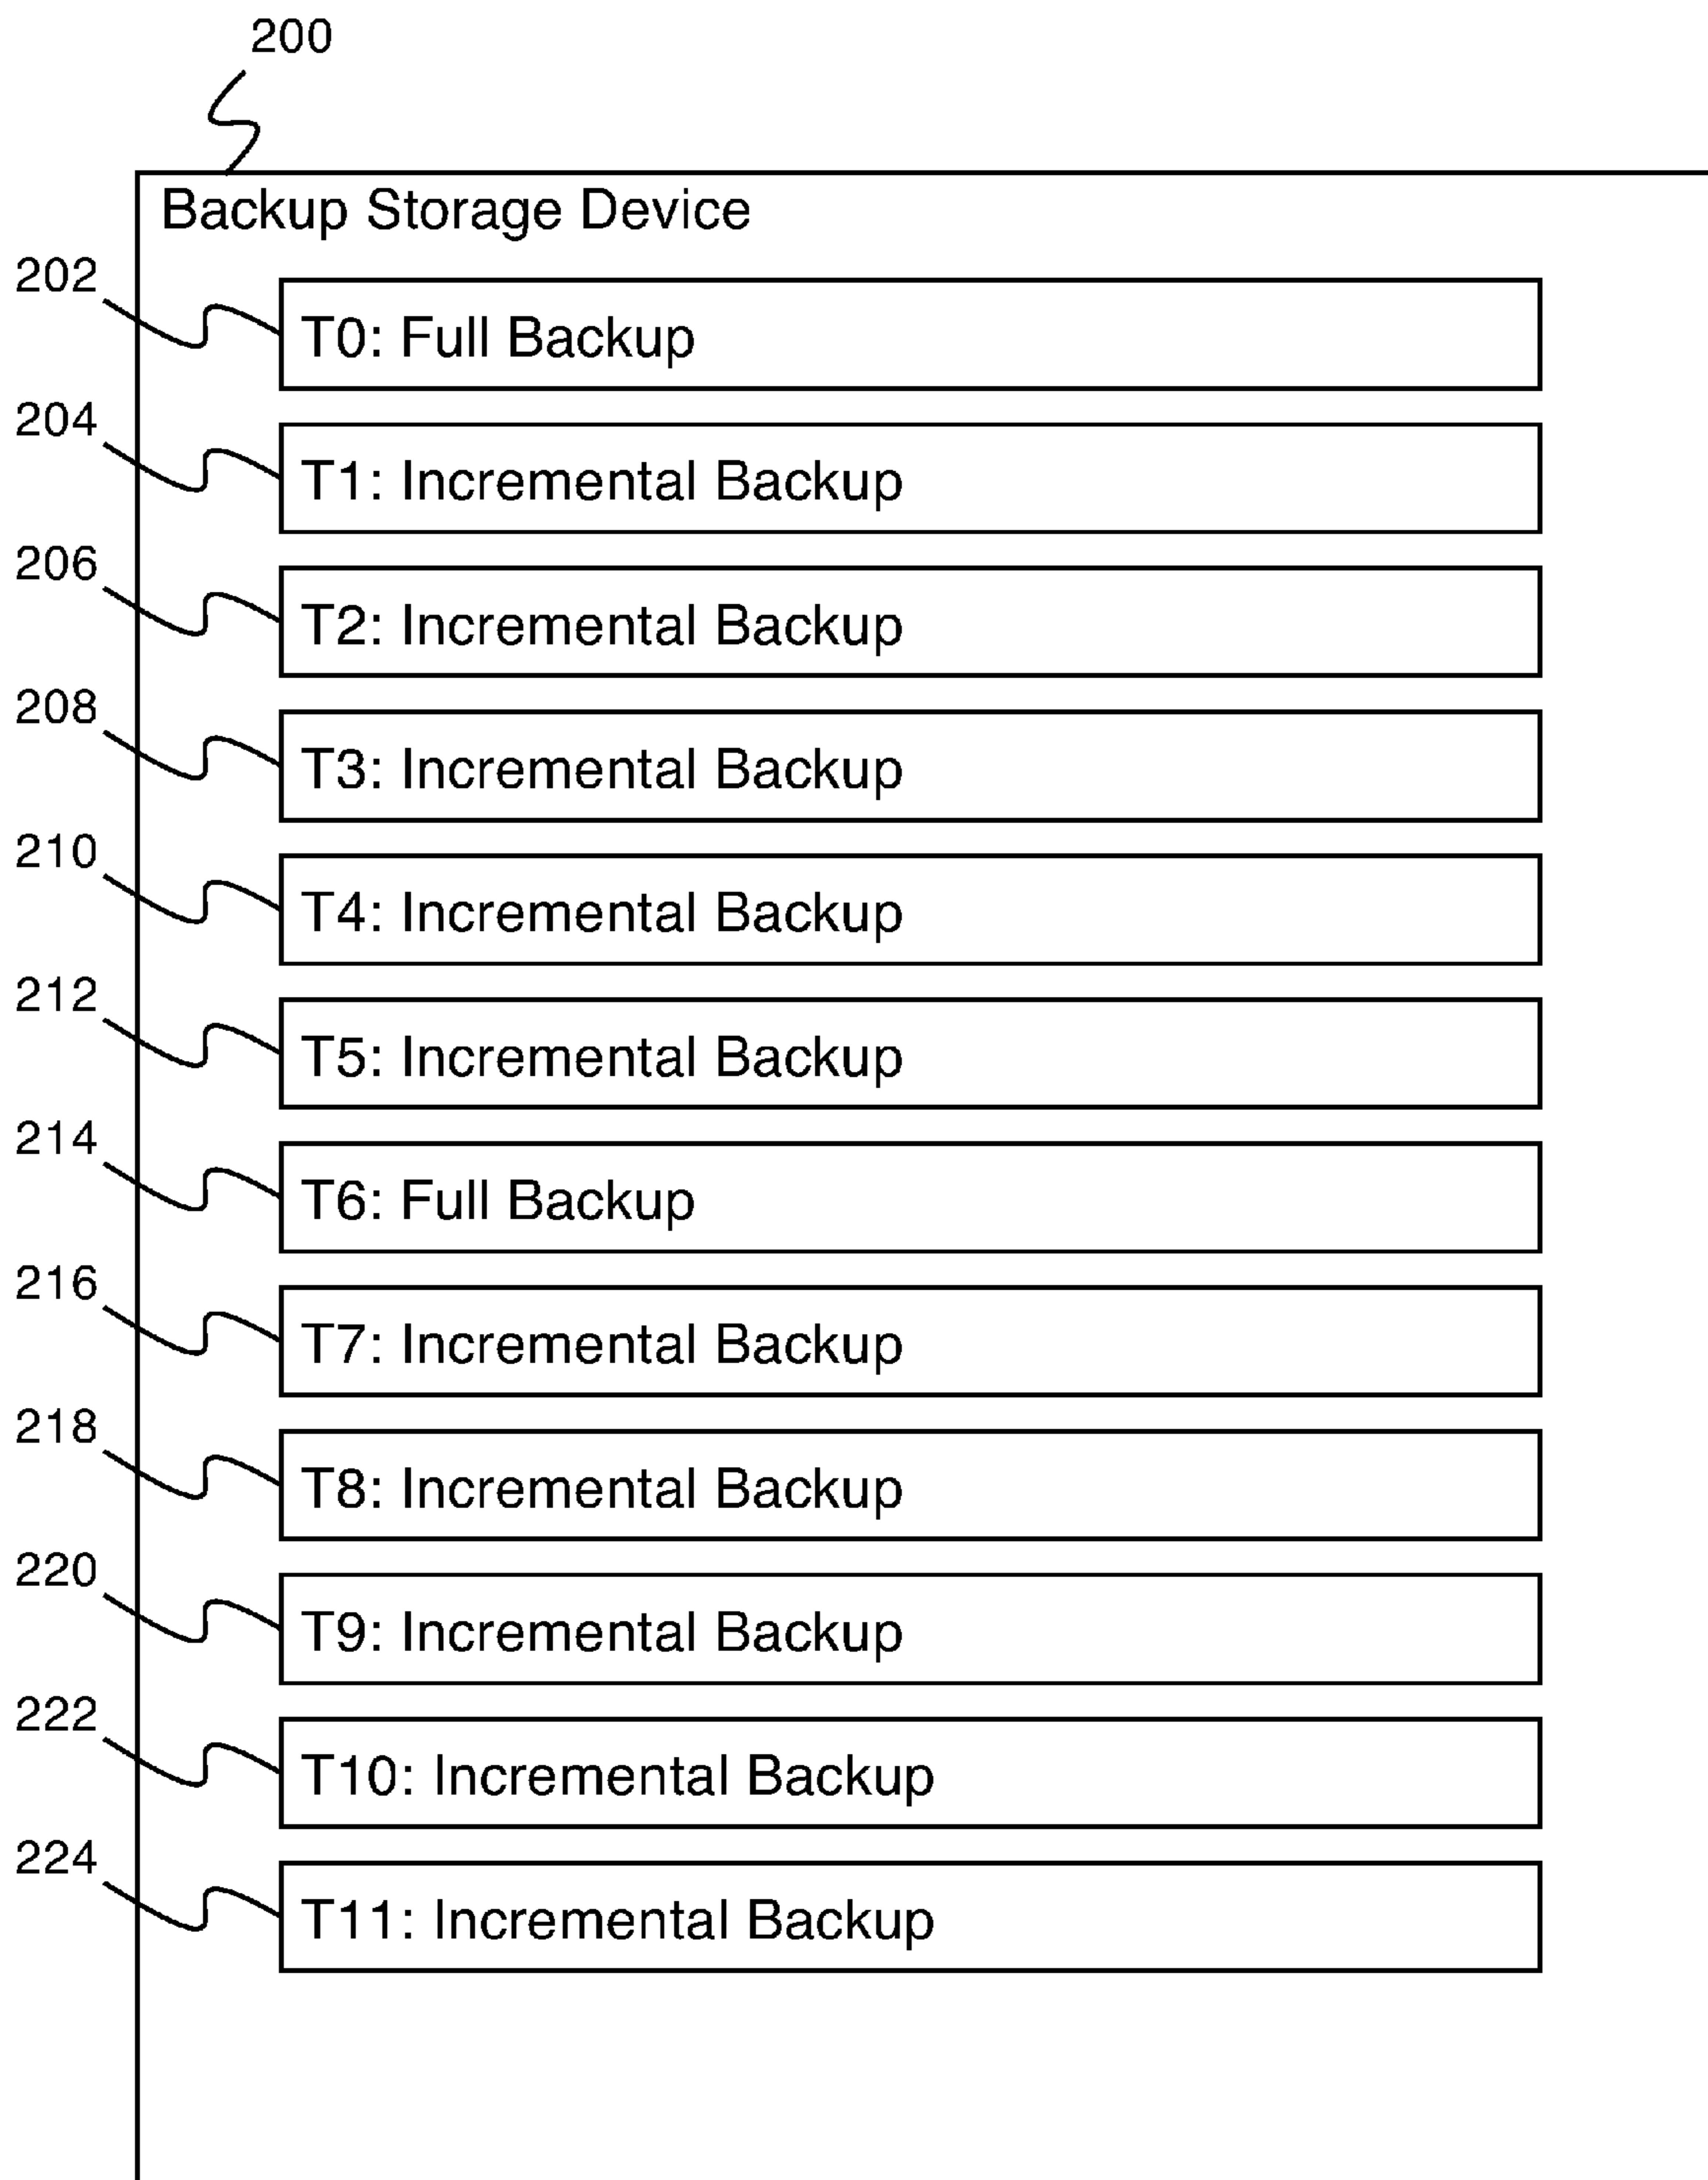 200
Backup Storage Device
202
T0: Full Backup
204
T1: Incremental Backup
206
T2: Incremental Backup
208
T3: Incremental Backup
210
T4: Incremental Backup
212
T5: Incremental Backup
214
T6: Full Backup
216
T7: Incremental Backup
218
T8: Incremental Backup
220
T9: Incremental Backup
222
T10: Incremental Backup
224
T11: Incremental Backup